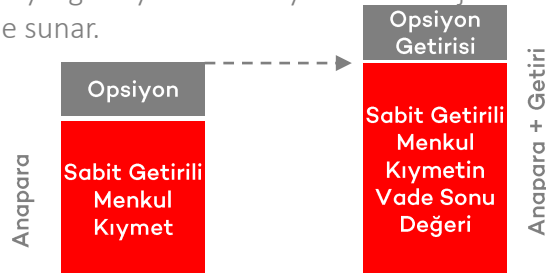 e sunar.
Opsiyon
Getirisi
Opsiyon
Sabit Getirili
Menkul
Kıymet
Sabit Getirili
Menkul
Kıymetin
Vade Sonu
Değeri
Anapara
Anapara + Getiri